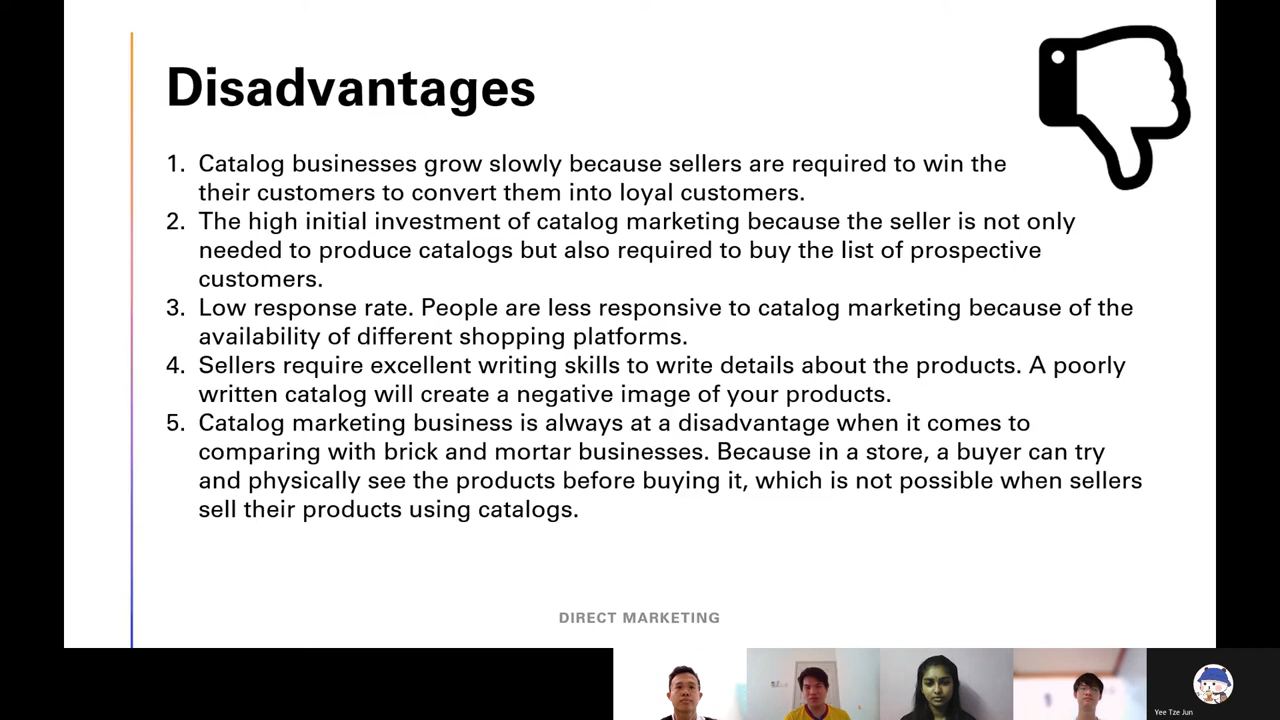 Disadvantages
1. Catalog businesses grow slowly because sellers are required to win the
their customers to convert them into loyal customers.
2. The high initial investment of catalog marketing because the seller is not only
needed to produce catalogs but also required to buy the list of prospective
customers.
3. Low response rate. People are less responsive to catalog marketing because of the
availability of different shopping platforms.
4. Sellers require excellent writing skills to write details about the products. A poorly
written catalog will create a negative image of your products.
5. Catalog marketing business is always at a disadvantage when it comes to
comparing with brick and mortar businesses. Because in a store, a buyer can try
and physically see the products before buying it, which is not possible when sellers
sell their products using catalogs.
DIRECT MARKETING
Yee Tze Jun